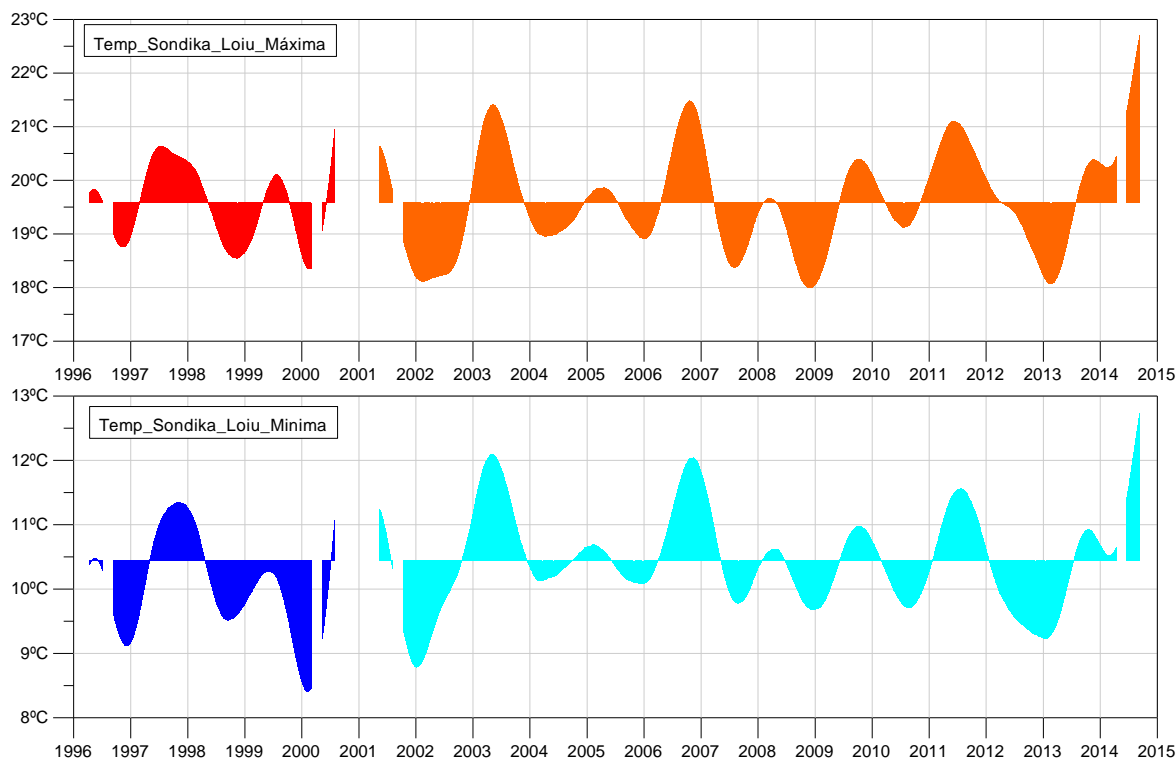 23ºC
Temp_Sondika_Loiu_Máxima
22ºC
21ºC
20ºC
19ºC
18ºC
17ºC
1996 1997 1998 1999 2000 2001 2002 2003 2004 2005 2006 2007 2008 2009 2010 2011 2012 2013 2014 2015
13ºC
Temp_Sondika_Loiu_Minima
12ºC
11ºC
10ºC
9ºC
8ºC
1996 1997 1998 1999 2000 2001 2002 2003 2004 2005 2006 2007 2008 2009 2010 2011 2012 2013 2014 2015